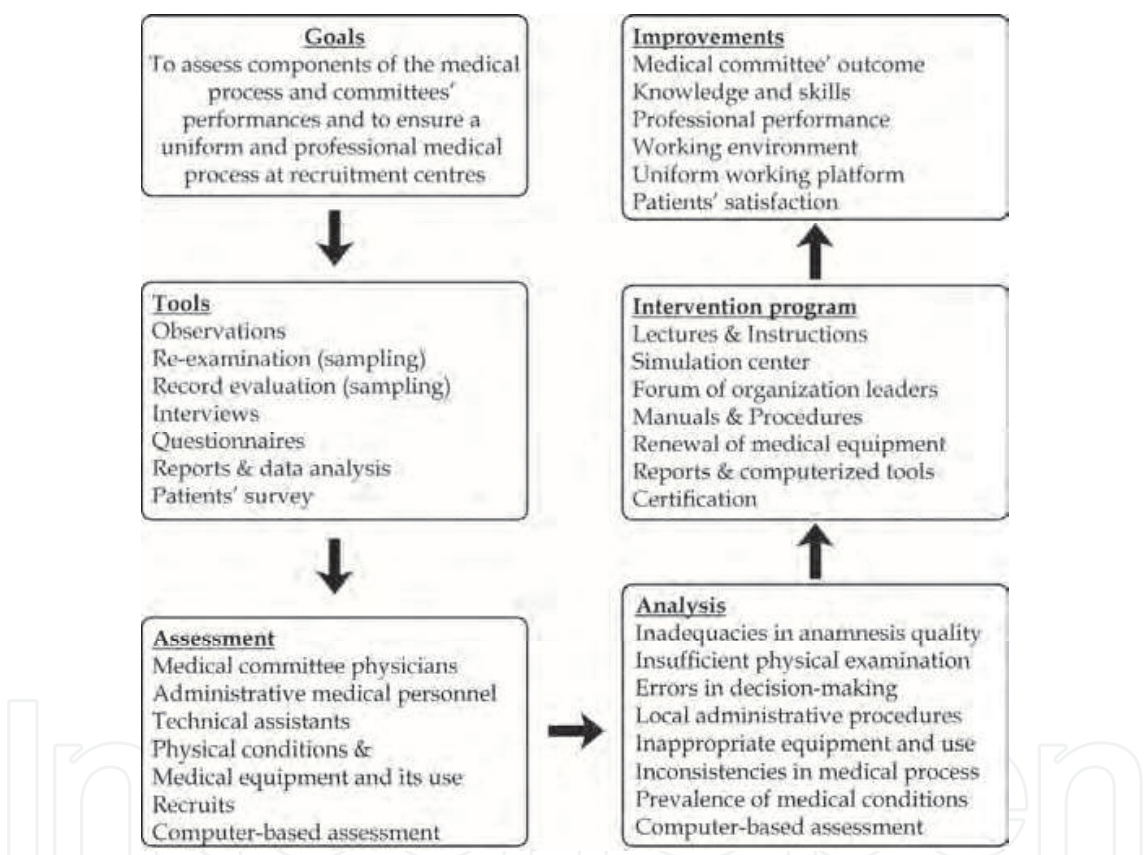 Goals
To assess components of the medical
process and committees'
performances and to ensure a
uniform and professional medical
process at recruitment centres
Tools
Observations
Re-examination (sampling)
Record evaluation (sampling)
Interviews
Questionnaires
Reports & data analysis
Patients' survey
Assessment
Medical committee physicians
Administrative medical personnel
Technical assistants
Physical conditions &
Medical equipment and its use
Recruits
Computer-based assessment
Analysis
Inadequacies in anamnesis quality
Insufficient physical examination
Errors in decision-making
Local administrative procedures
Inappropriate equipment and use
Inconsistencies in medical process
Prevalence of medical conditions
Computer-based assessment
Intervention program
Lectures & Instructions
Simulation center
Forum of organization leaders
Manuals & Procedures
Renewal of medical equipment
Reports & computerized tools
Certification
Improvements
Medical committee' outcome
Knowledge and skills
Professional performance
Working environment
Uniform working platform
Patients' satisfaction